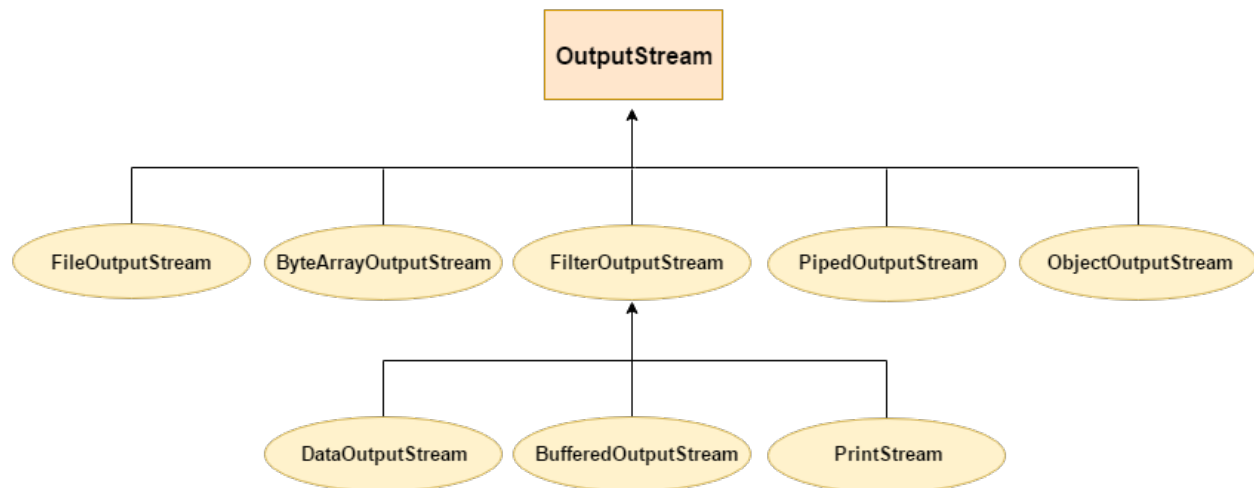 OutputStream
FileOutputStream
ByteArrayOutputStream
FilterOutputStream
PipedOutputStream
ObjectOutputStream
DataOutputStream
BufferedOutputStream
PrintStream